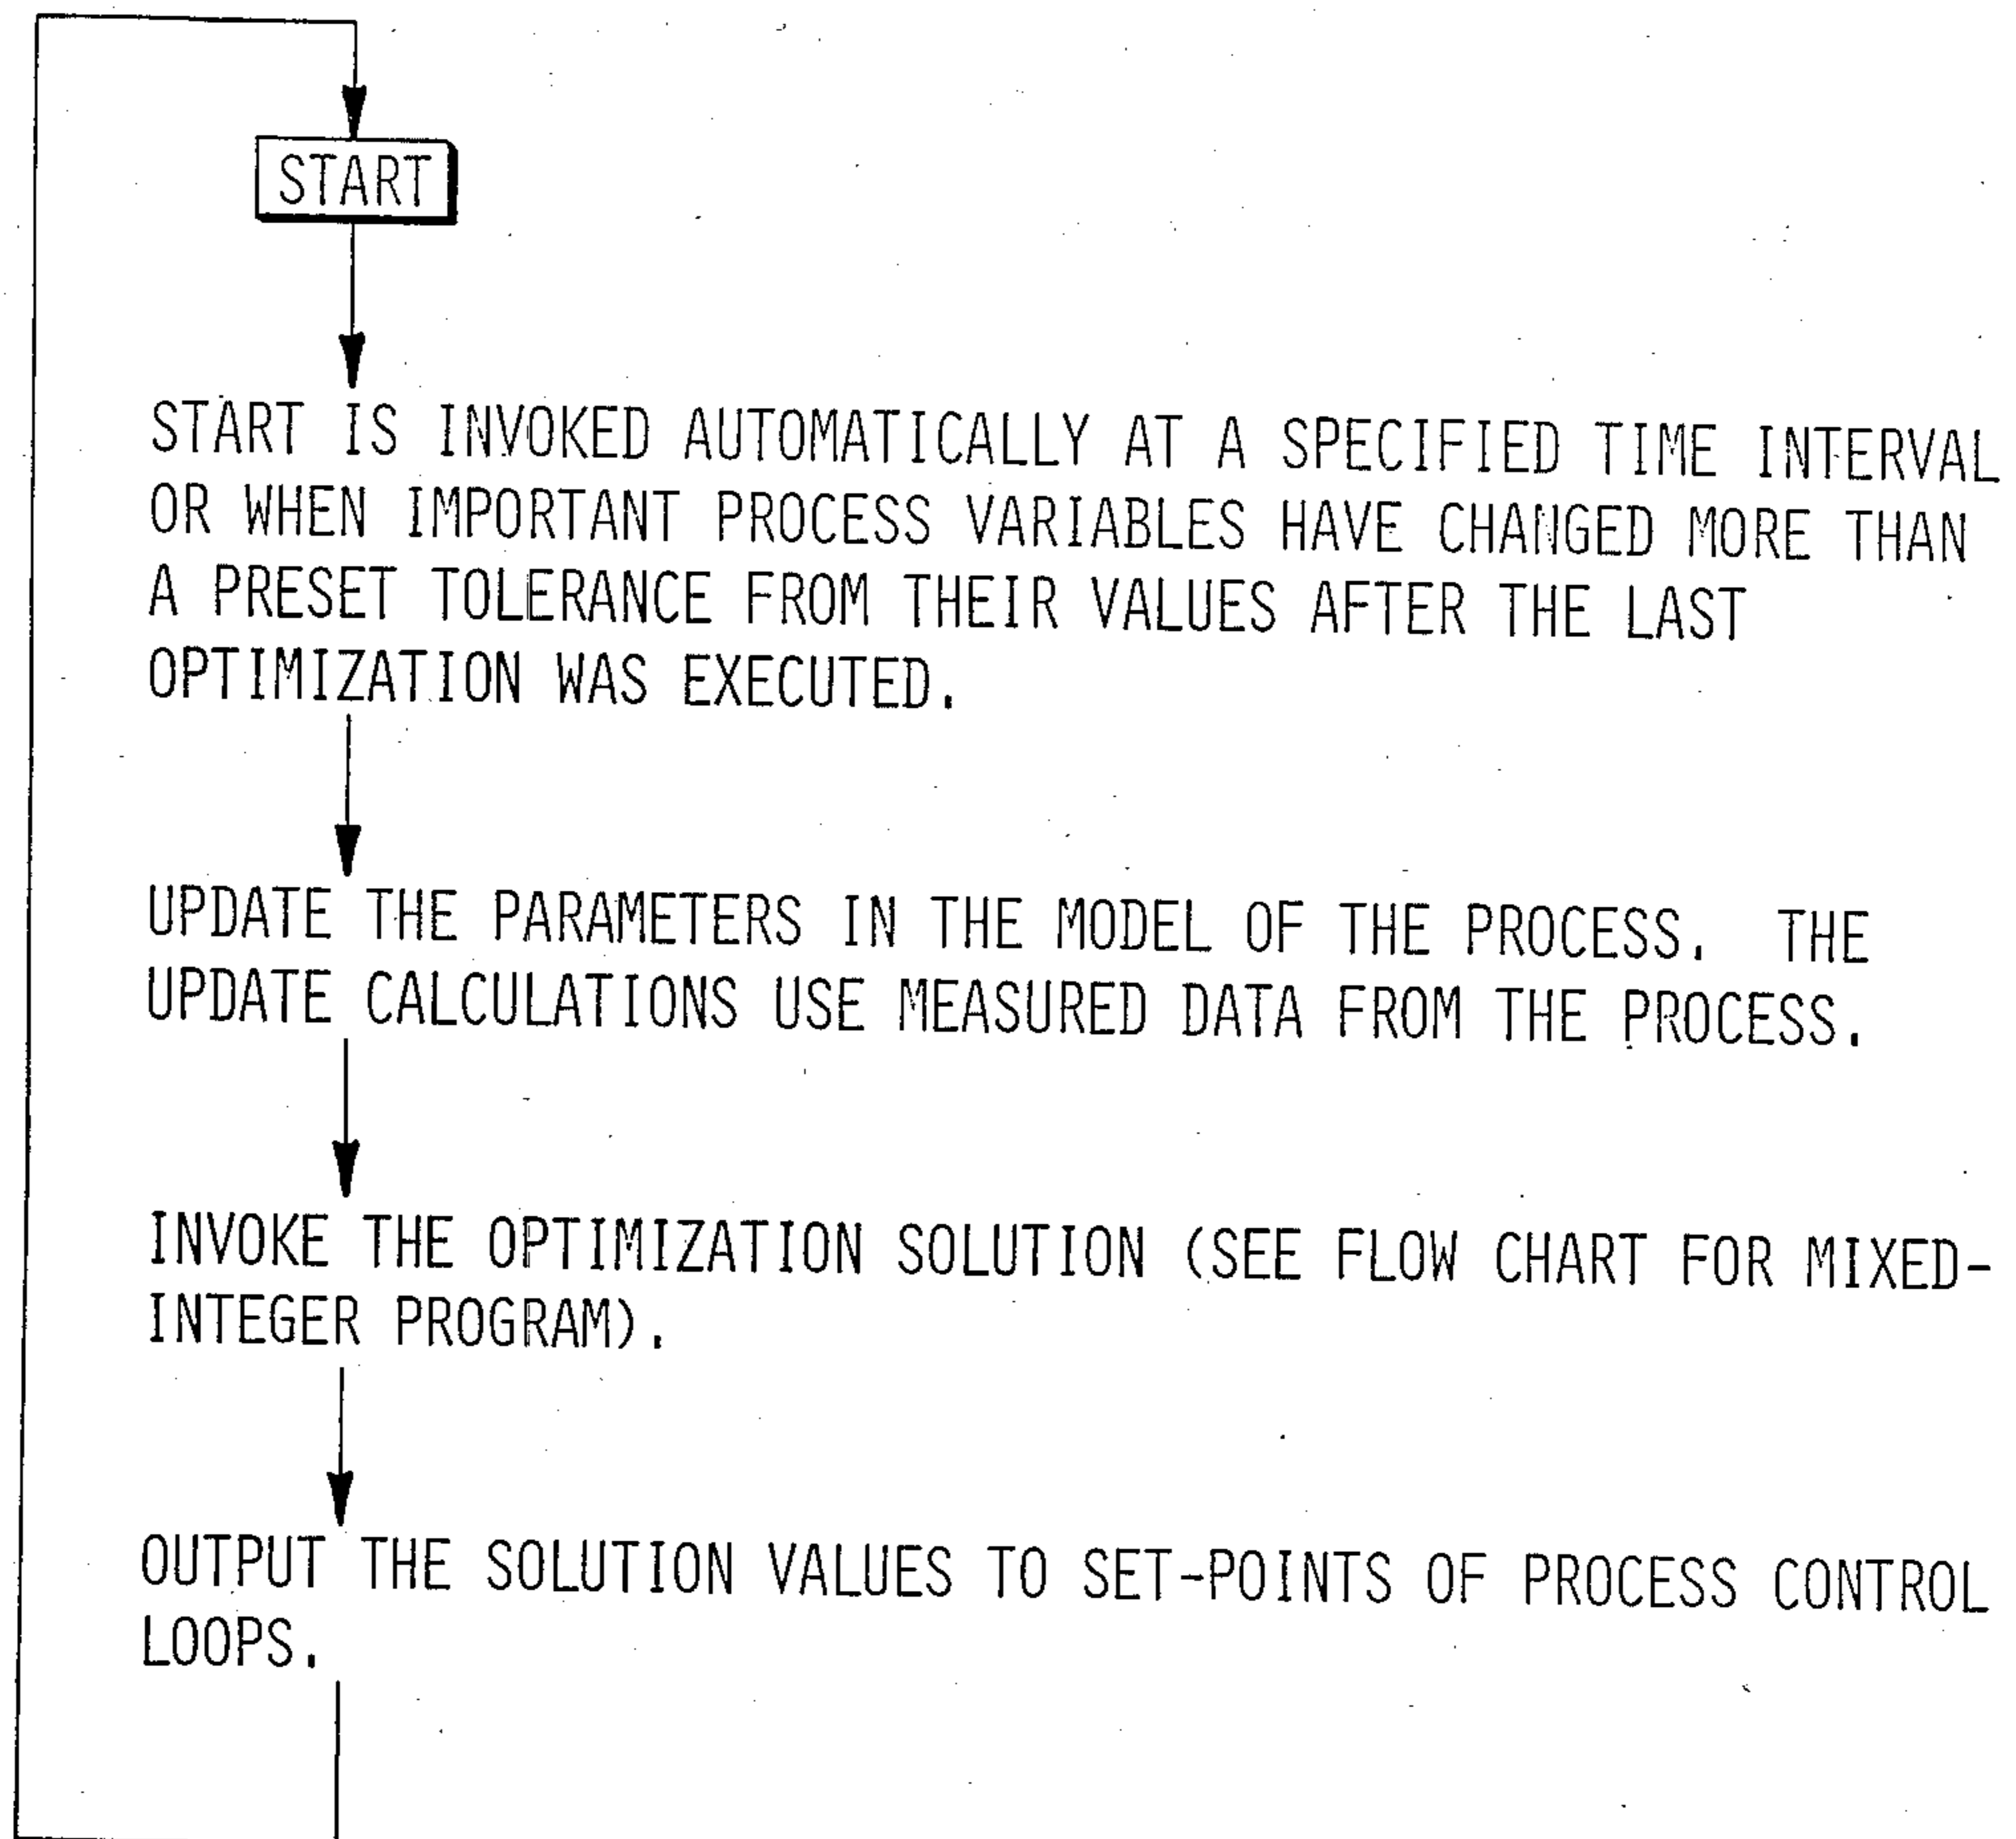 START
START IS INVOKED AUTOMATICALLY AT A SPECIFIED TIME INTERVAL
OR WHEN IMPORTANT PROCESS VARIABLES HAVE CHANGED MORE THAN
A PRESET TOLERANCE FROM THEIR VALUES AFTER THE LAST
OPTIMIZATION WAS EXECUTED.
UPDATE THE PARAMETERS IN THE MODEL OF THE PROCESS. THE
UPDATE CALCULATIONS USE MEASURED DATA FROM THE PROCESS.
INVOKE THE OPTIMIZATION SOLUTION (SEE FLOW CHART FOR MIXED-
INTEGER PROGRAM).
OUTPUT THE SOLUTION VALUES TO SET-POINTS OF PROCESS CONTROL
LOOPS.